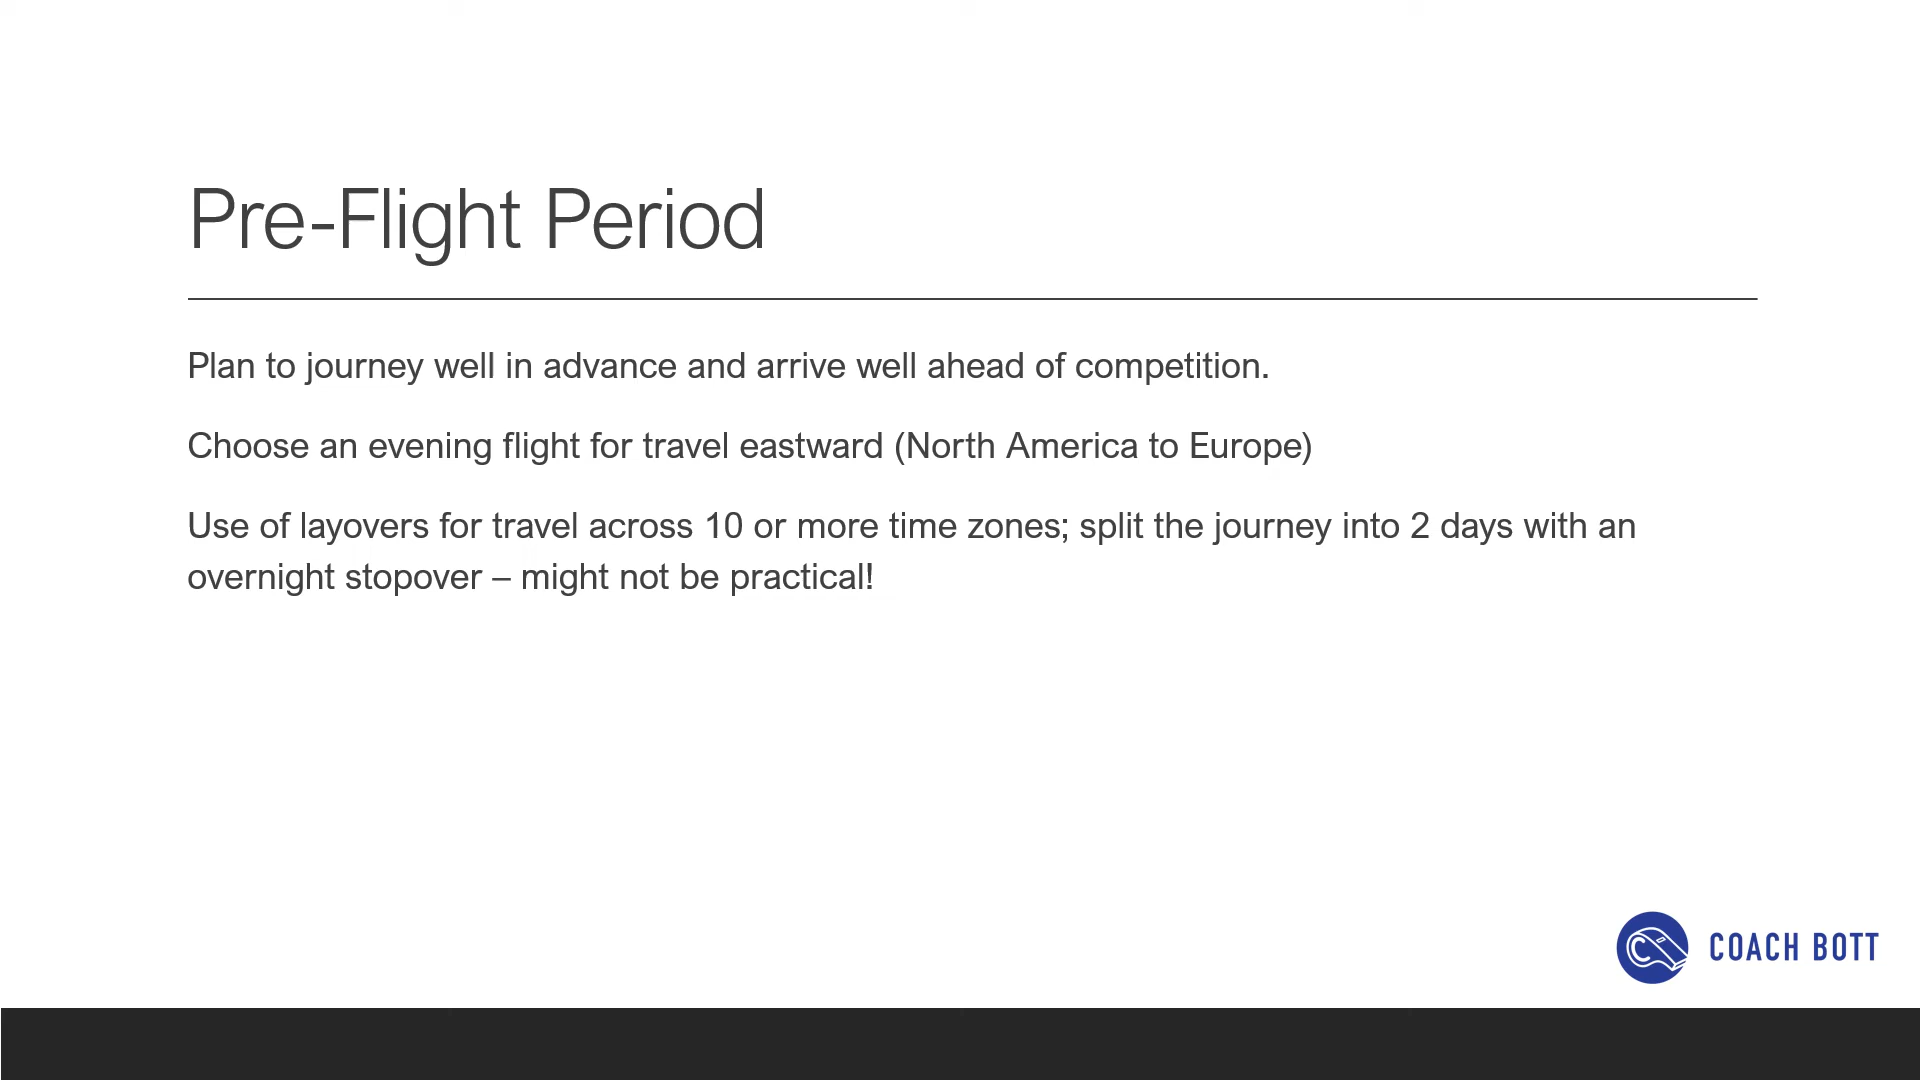 Pre-Flight Period
Plan to journey well in advance and arrive well ahead of competition.
Choose an evening flight for travel eastward (North America to Europe)
Use of layovers for travel across 10 or more time zones; split the journey into 2 days with an
overnight stopover – might not be practical!
COACH BOTT